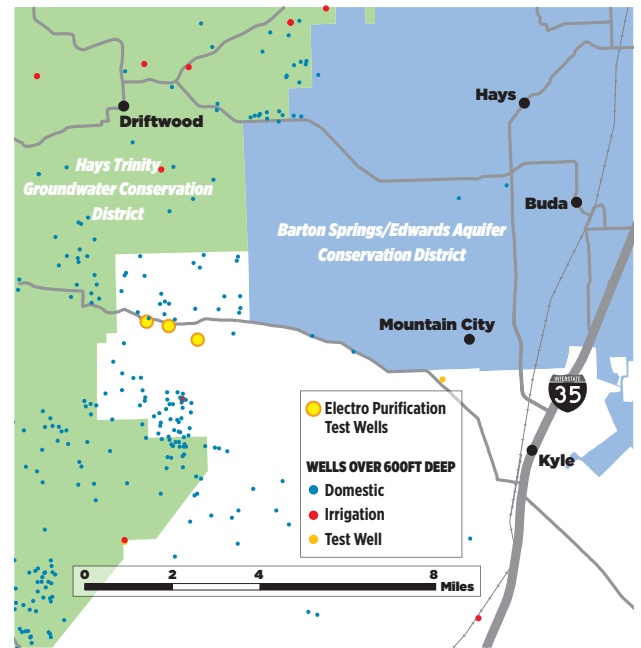 Hays
Driftwood
Hays Trinity
Groundwater Conservation
District
Buda
Barton Springs/Edwards Aquifer
Conservation District
Mountain City
INTERSTATE
35
Electro Purification
Test Wells
WELLS OVER 600FT DEEP
Domestic
Irrigation
Test Well
Kyle
0 2 4 8
Miles